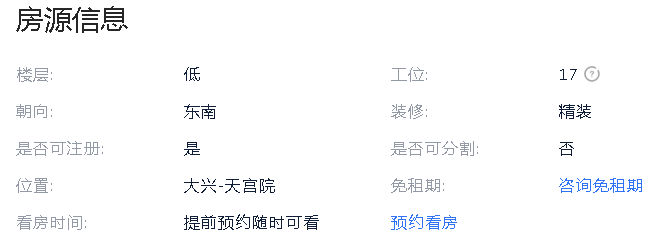 房源信息
楼层: 低 工位: 17 ?
朝向: 东南 装修: 精装
是否可注册: 是 是否可分割: 否
位置: 大兴-天宫院 免租期: 咨询免租期
看房时间: 提前预约随时可看 预约看房